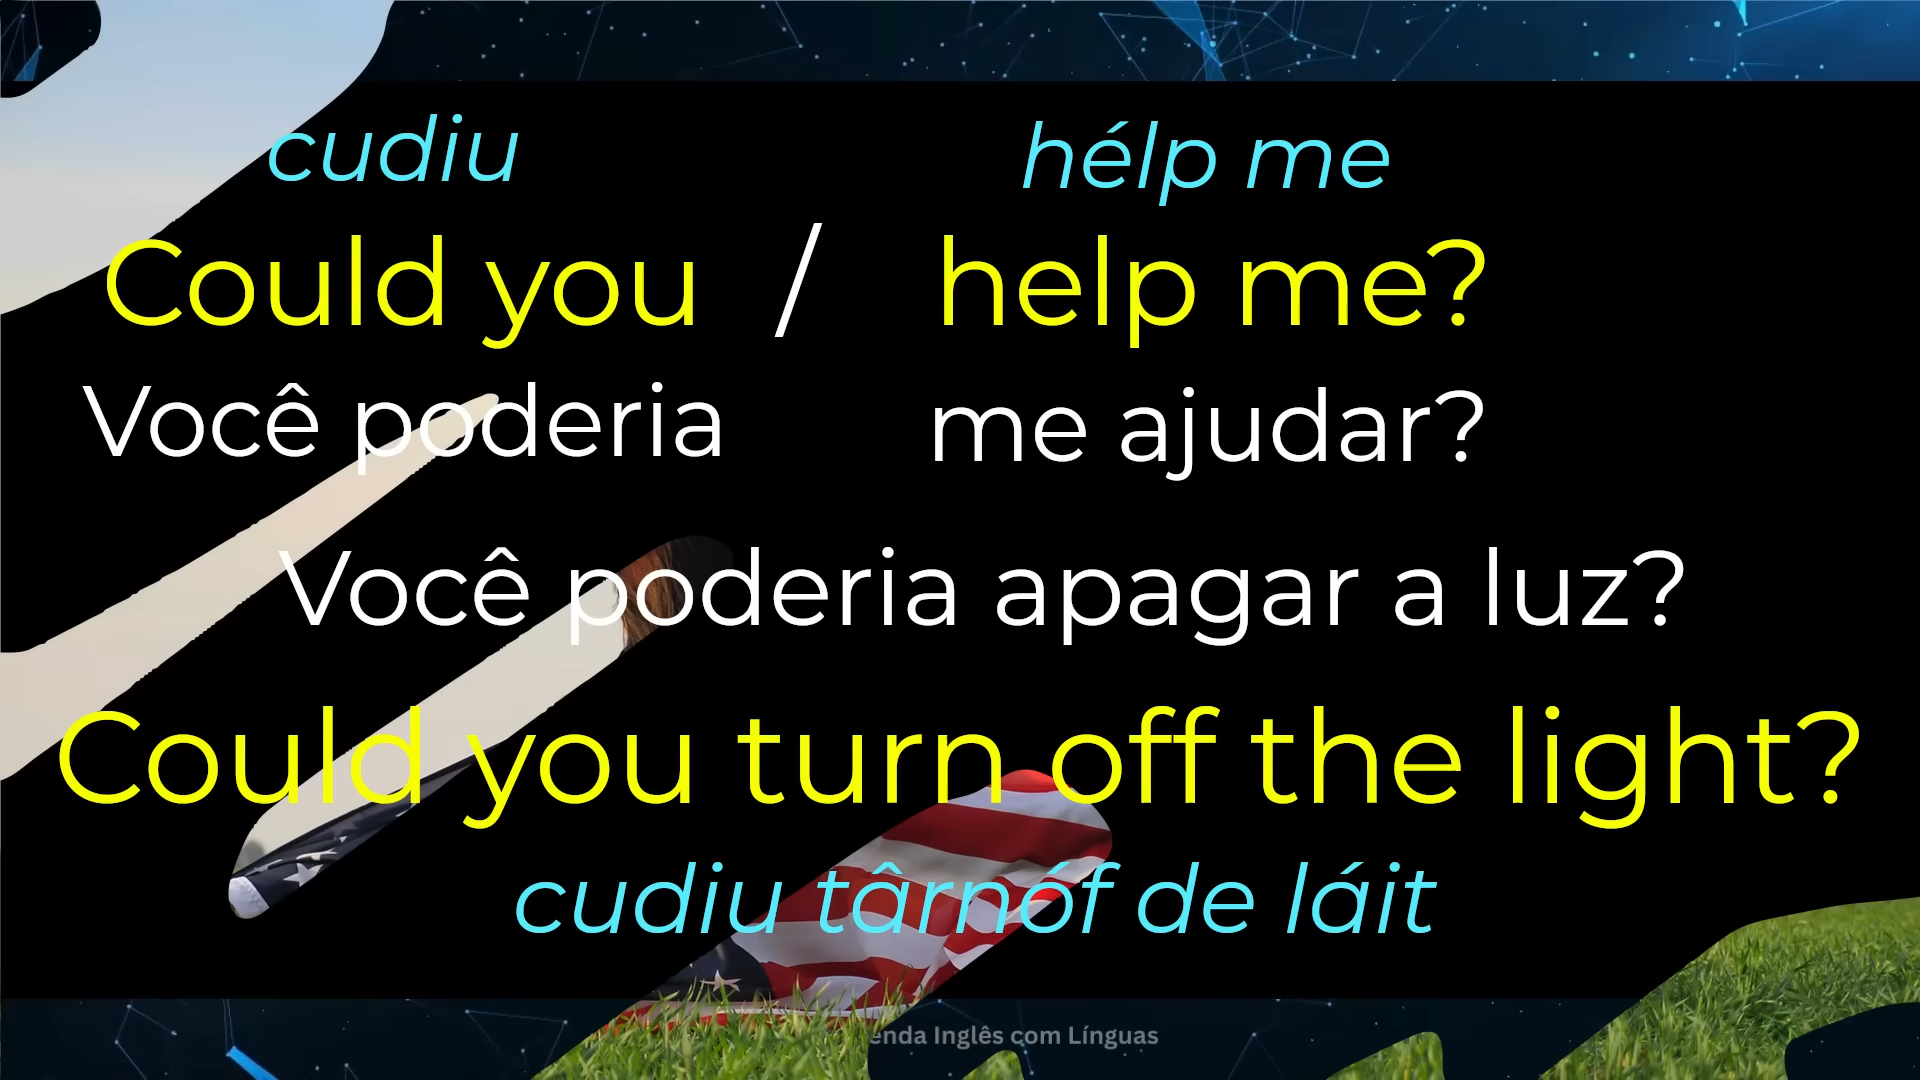 cudiu hélp me
Could you / help me?
Você poderia me ajudar?
Você poderia apagar a luz?
Could you turn off the light?
cudiu târnóf de láit
Inglês com Línguas